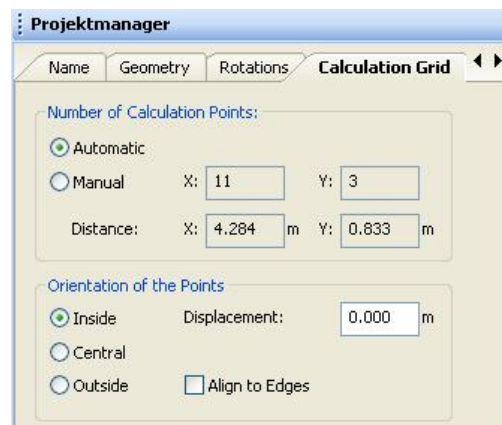 Projektmanager
Name Geometry Rotations Calculation Grid
Number of Calculation Points:
Automatic
Manual X: 11 Y: 3
Distance: X: 4.284 m Y: 0.833 m
Orientation of the Points
Inside Displacement: 0.000 m
Central
Outside Align to Edges